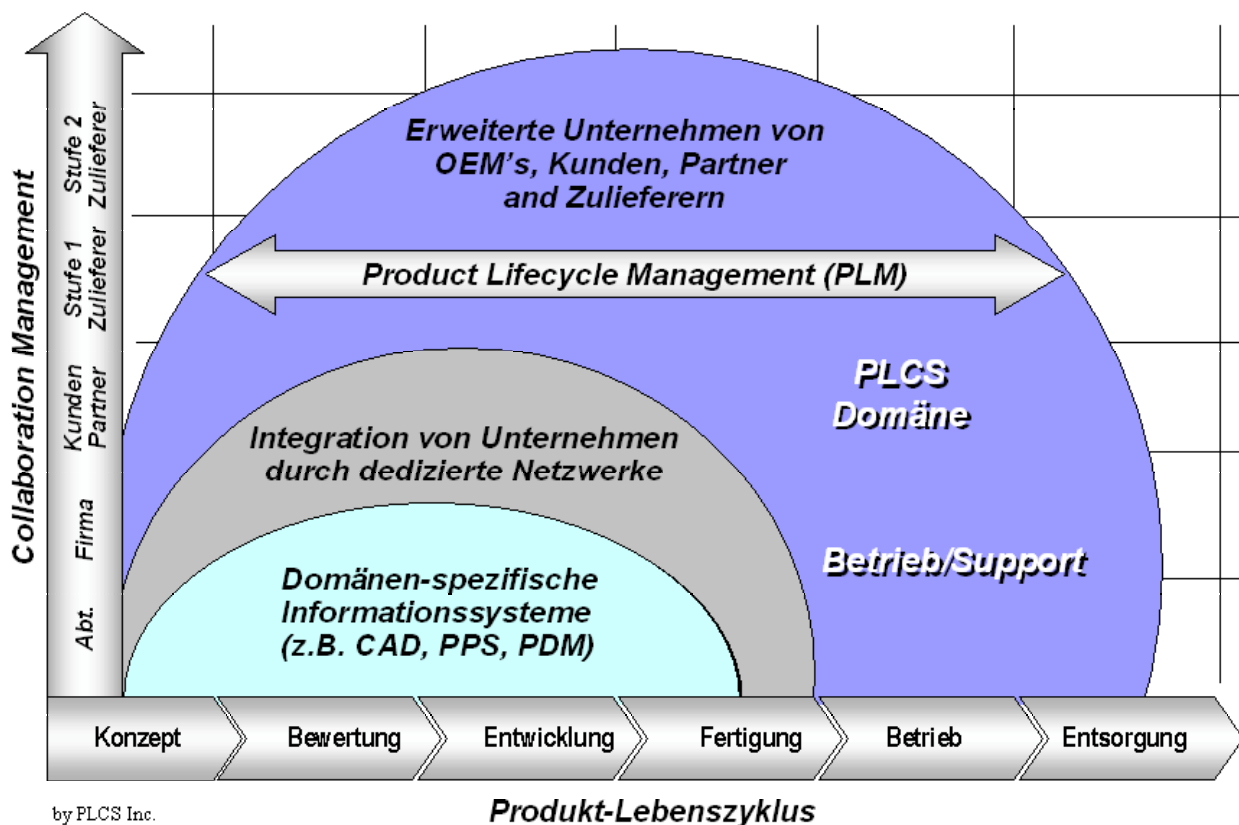 Collaboration Management
Stufe 2
Zulieferer
Stufe 1
Zulieferer
Kunden
Partner
Firma
Abt.
Erweiterte Unternehmen von
OEM's, Kunden, Partner
and Zulieferern
Product Lifecycle Management (PLM)
PLCS
Domäne
Integration von Unternehmen
durch dedizierte Netzwerke
Betrieb/Support
Domänen-spezifische
Informationssysteme
(z.B. CAD, PPS, PDM)
Konzept
Bewertung
Entwicklung
Fertigung
Betrieb
Entsorgung
by PLCS Inc.
Produkt-Lebenszyklus